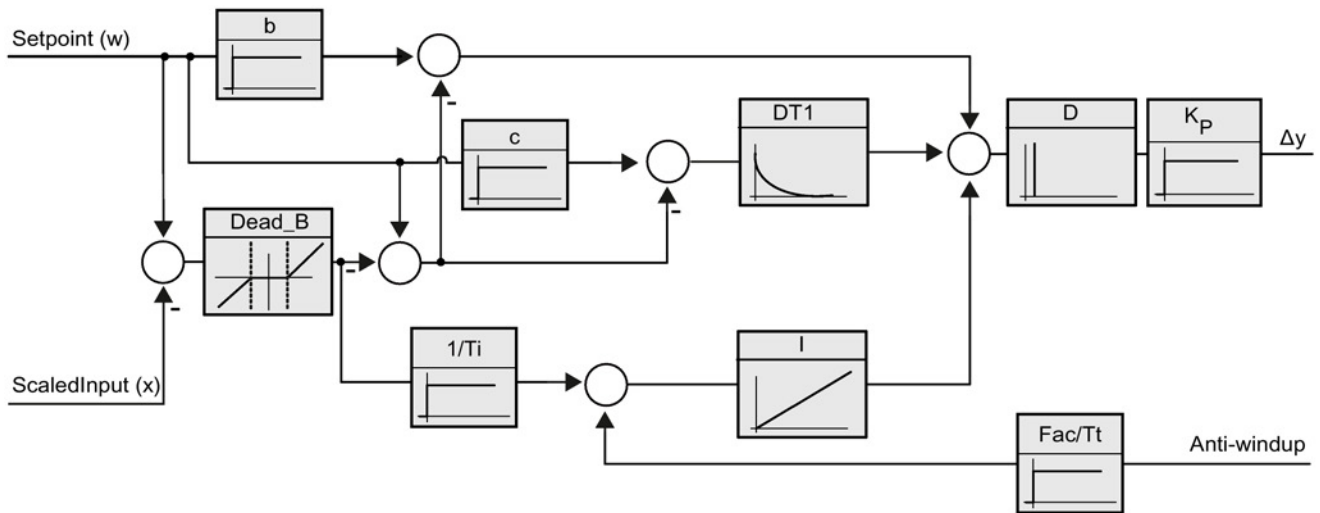 b
Setpoint (w)
-
DT1
D
K_P
Δy
c
-
Dead_B
-
-
1/Ti
I
ScaledInput (x)
Fac/Tt
Anti-windup